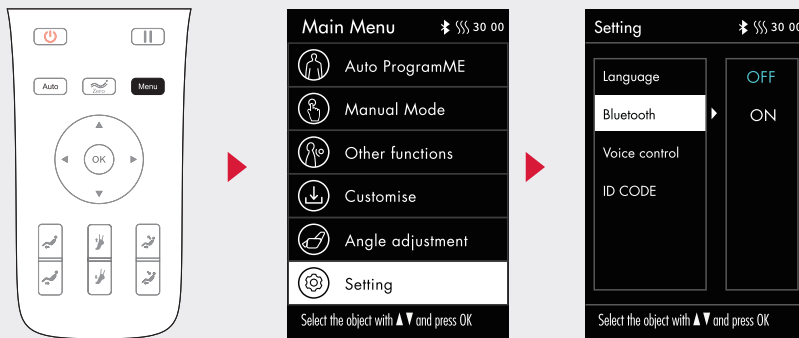 Auto
Zero
Menu
OK
Main Menu 30 00
Auto ProgramME
Manual Mode
Other functions
Customise
Angle adjustment
Setting
Select the object with ▲▼ and press OK
Setting 30 00
Language
Bluetooth
Voice control
ID CODE
OFF
ON
Select the object with ▲▼ and press OK